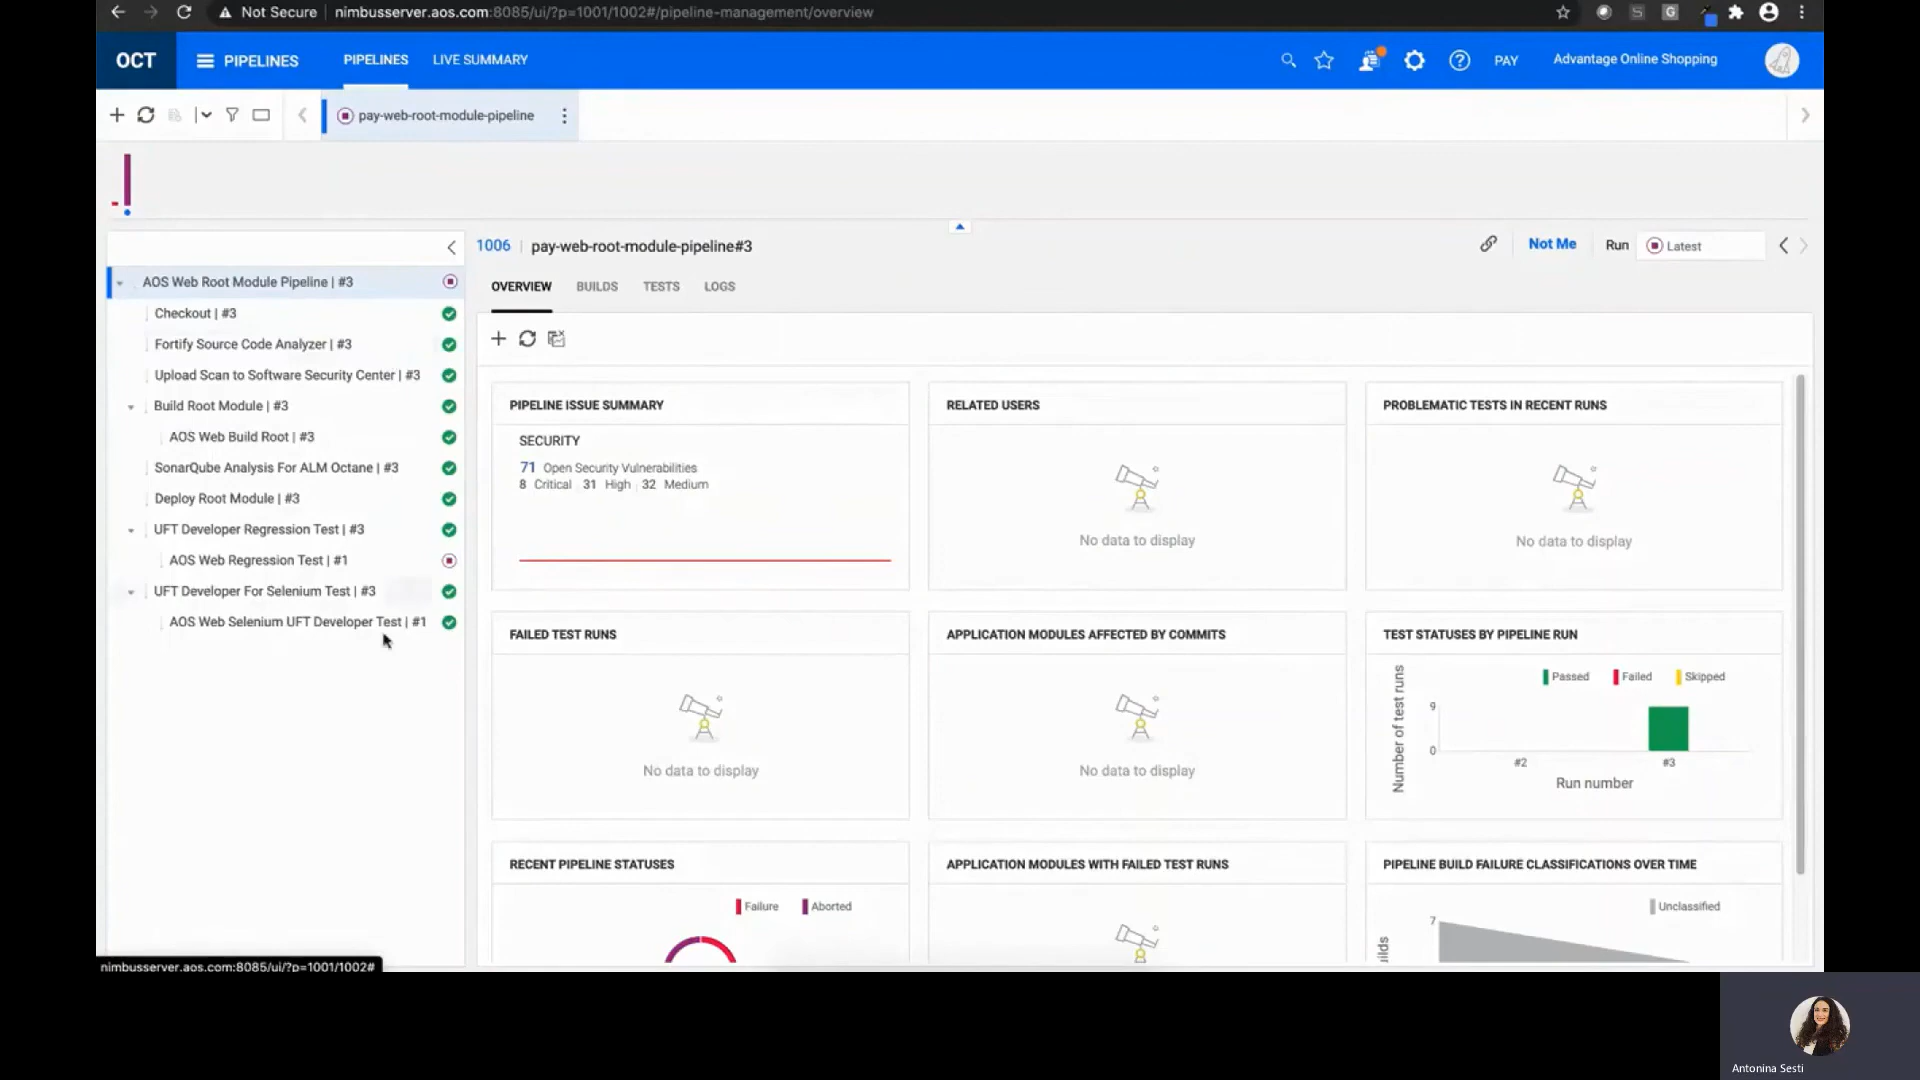 Not Secure | nimbusserver.aos.com:8085/ui/?p=1001/1002#/pipeline-management/overview
OCT PIPELINES PIPELINES LIVE SUMMARY PAY Advantage Online Shopping
pay-web-root-module-pipeline
1006 | pay-web-root-module-pipeline#3 Not Me Run Latest
OVERVIEW BUILDS TESTS LOGS
AOS Web Root Module Pipeline | #3
Checkout | #3
Fortify Source Code Analyzer | #3
Upload Scan to Software Security Center | #3
Build Root Module | #3
AOS Web Build Root | #3
SonarQube Analysis For ALM Octane | #3
Deploy Root Module | #3
UFT Developer Regression Test | #3
AOS Web Regression Test | #1
UFT Developer For Selenium Test | #3
AOS Web Selenium UFT Developer Test | #1
PIPELINE ISSUE SUMMARY
SECURITY
71 Open Security Vulnerabilities
8 Critical 31 High 32 Medium
RELATED USERS
No data to display
PROBLEMATIC TESTS IN RECENT RUNS
No data to display
FAILED TEST RUNS
No data to display
APPLICATION MODULES AFFECTED BY COMMITS
No data to display
TEST STATUSES BY PIPELINE RUN
Passed Failed Skipped
Number of test runs
9
0
#2 #3
Run number
RECENT PIPELINE STATUSES
Failure Aborted
APPLICATION MODULES WITH FAILED TEST RUNS
PIPELINE BUILD FAILURE CLASSIFICATIONS OVER TIME
Unclassified
7
nimbusserver.aos.com:8085/ui/?p=1001/1002#
Antonina Sesti